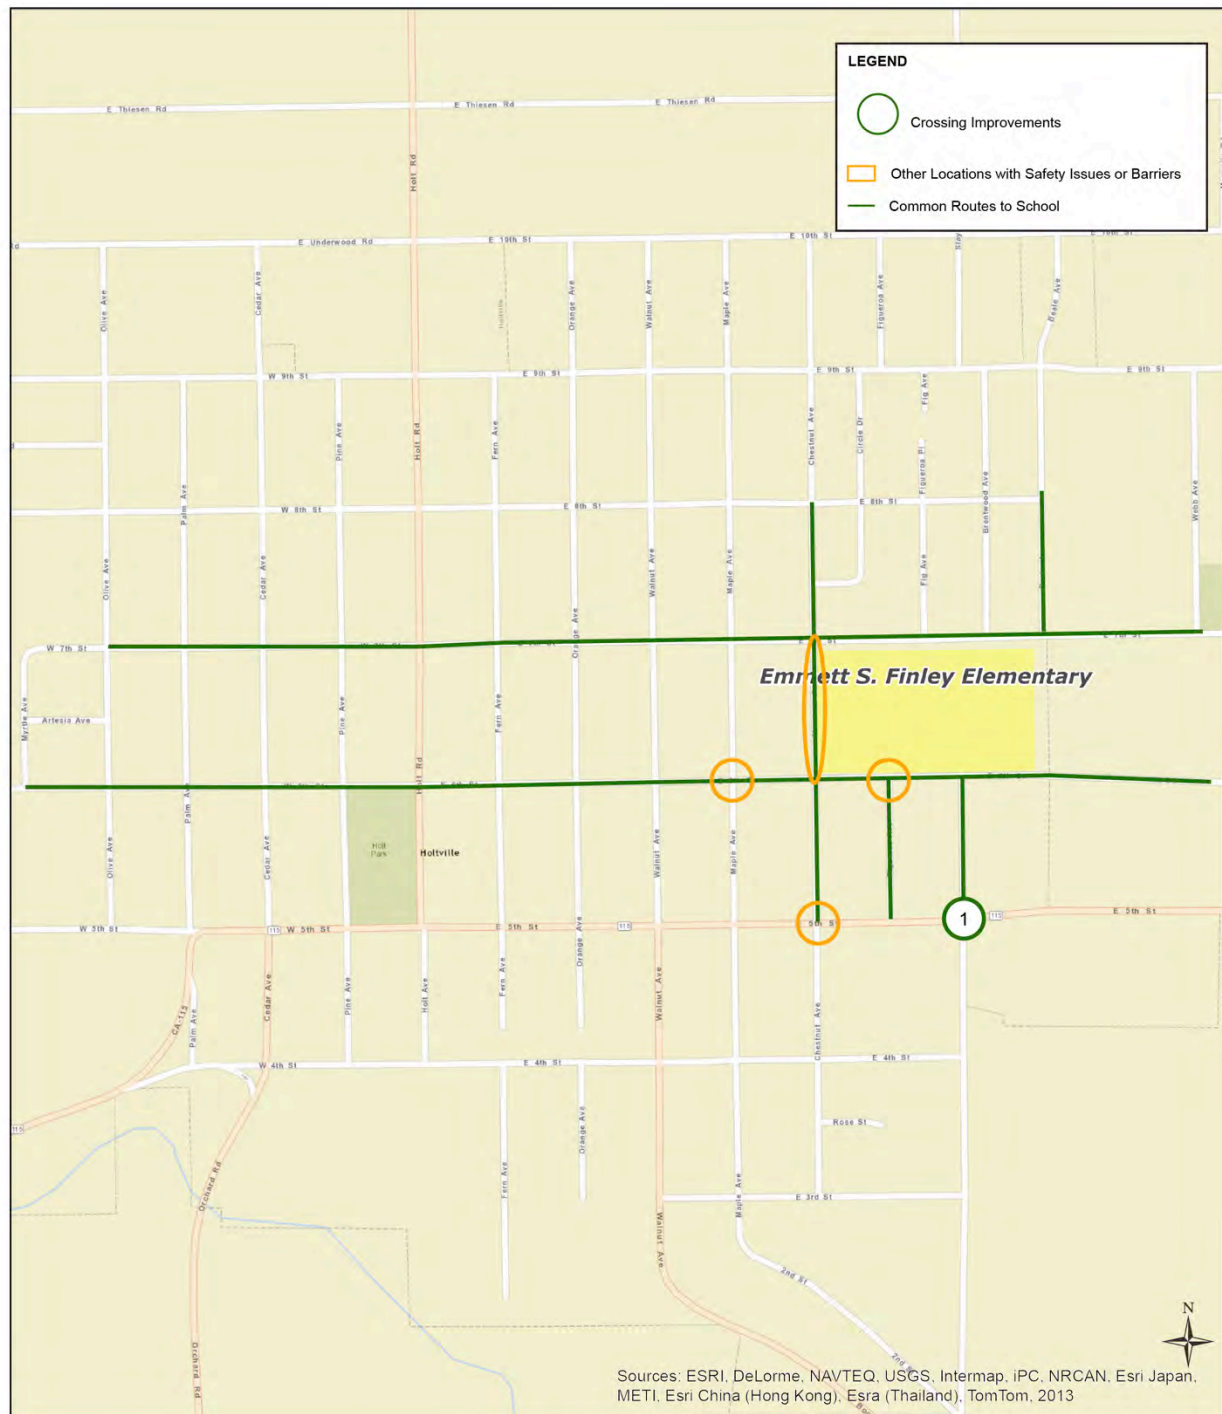 LEGEND
Crossing Improvements
Other Locations with Safety Issues or Barriers
Common Routes to School
E Thiesen Rd
E Thiesen Rd
E Thiesen Rd
Holt Rd
E Underwood Rd
E 10th St
E 10th St
E 10th St
Olive Ave
Cedar Ave
Orange Ave
Walnut Ave
Maple Ave
Figueroa Ave
Beale Ave
Holtville
W 9th St
E 9th St
E 9th St
E 9th St
Palm Ave
Pine Ave
Holt Rd
Fern Ave
Chestnut Ave
Circle Dr
Fig Ave
Figueroa Pl
Brentwood Ave
Webb Ave
W 8th St
E 8th St
E 8th St
Olive Ave
Cedar Ave
Walnut Ave
Maple Ave
Fig Ave
Orange Ave
W 7th St
E 7th St
Emmett S. Finley Elementary
Myrtle Ave
Artesia Ave
Pine Ave
Fern Ave
Holt Rd
Palm Ave
Olive Ave
Cedar Ave
Holt
Park
Holtville
Walnut Ave
Maple Ave
W 5th St
115
W 5th St
E 5th St
115
5th St
1
115
E 5th St
CA-115
Palm Ave
Cedar Ave
Pine Ave
Holt Ave
Fern Ave
Orange Ave
Walnut Ave
Chestnut Ave
W 4th St
E 4th St
E 4th St
115
Orange Ave
Rose St
Orchard Rd
Fern Ave
Maple Ave
E 3rd St
Walnut Ave
2nd St
N
Orchard Rd
Sources: ESRI, DeLorme, NAVTEQ, USGS, Intermap, iPC, NRCAN, Esri Japan,
METI, Esri China (Hong Kong), Esra (Thailand), TomTom, 2013